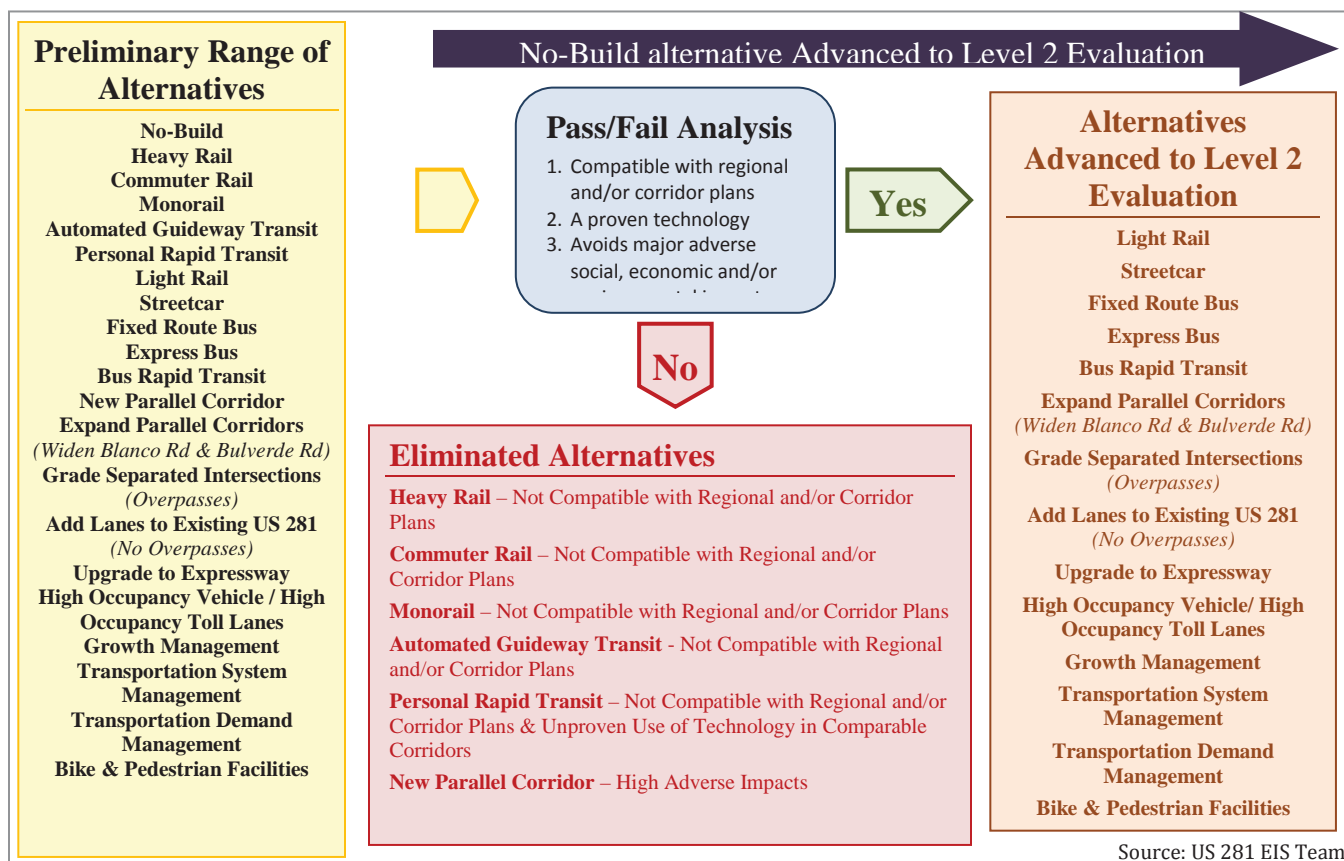 Preliminary Range of
Alternatives
No-Build
Heavy Rail
Commuter Rail
Monorail
Automated Guideway Transit
Personal Rapid Transit
Light Rail
Streetcar
Fixed Route Bus
Express Bus
Bus Rapid Transit
New Parallel Corridor
Expand Parallel Corridors
(Widen Blanco Rd & Bulverde Rd)
Grade Separated Intersections
(Overpasses)
Add Lanes to Existing US 281
(No Overpasses)
Upgrade to Expressway
High Occupancy Vehicle / High
Occupancy Toll Lanes
Growth Management
Transportation System
Management
Transportation Demand
Management
Bike & Pedestrian Facilities
No-Build alternative Advanced to Level 2 Evaluation
Pass/Fail Analysis
1. Compatible with regional
and/or corridor plans
2. A proven technology
3. Avoids major adverse
social, economic and/or
Yes
No
Eliminated Alternatives
Heavy Rail – Not Compatible with Regional and/or Corridor
Plans
Commuter Rail – Not Compatible with Regional and/or
Corridor Plans
Monorail – Not Compatible with Regional and/or Corridor Plans
Automated Guideway Transit - Not Compatible with Regional
and/or Corridor Plans
Personal Rapid Transit – Not Compatible with Regional and/or
Corridor Plans & Unproven Use of Technology in Comparable
Corridors
New Parallel Corridor – High Adverse Impacts
Alternatives
Advanced to Level 2
Evaluation
Light Rail
Streetcar
Fixed Route Bus
Express Bus
Bus Rapid Transit
Expand Parallel Corridors
(Widen Blanco Rd & Bulverde Rd)
Grade Separated Intersections
(Overpasses)
Add Lanes to Existing US 281
(No Overpasses)
Upgrade to Expressway
High Occupancy Vehicle/ High
Occupancy Toll Lanes
Growth Management
Transportation System
Management
Transportation Demand
Management
Bike & Pedestrian Facilities
Source: US 281 EIS Team